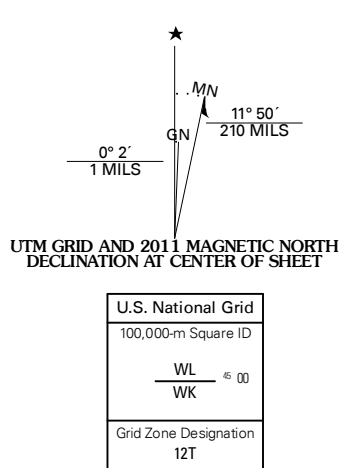 ★
MN
11° 50´
210 MILS
GN
0° 2´
1 MILS
UTM GRID AND 2011 MAGNETIC NORTH
DECLINATION AT CENTER OF SHEET
U.S. National Grid
100,000-m Square ID
WL
45 00
WK
Grid Zone Designation
12T